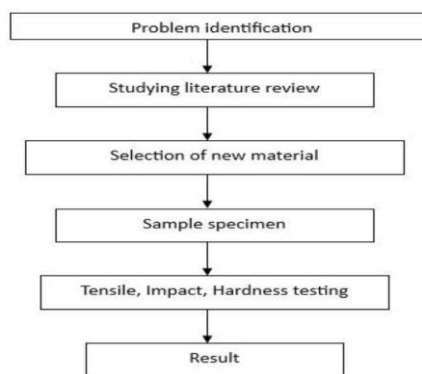 Problem identification
Studying literature review
Selection of new material
Sample specimen
Tensile, Impact, Hardness testing
Result